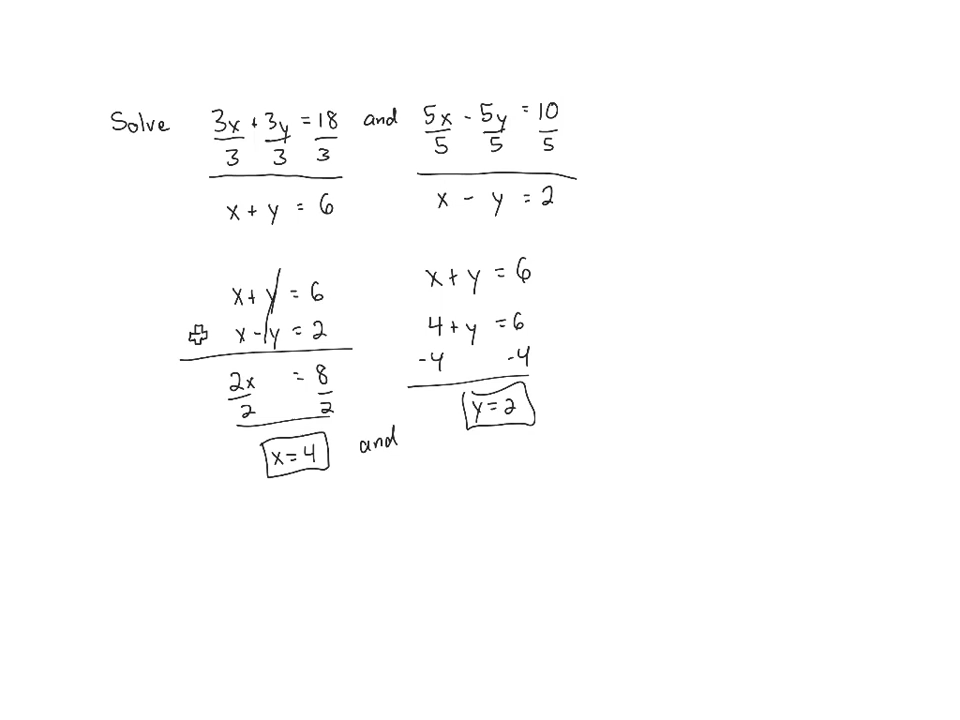 Solve 3x + 3y = 18 and 5x - 5y = 10
3 3 3 5 5 5
x + y = 6 x - y = 2
x + y = 6 x + y = 6
+ x - y = 2 4 + y = 6
-4 -4
2x = 8 y = 2
2 2
x = 4 and